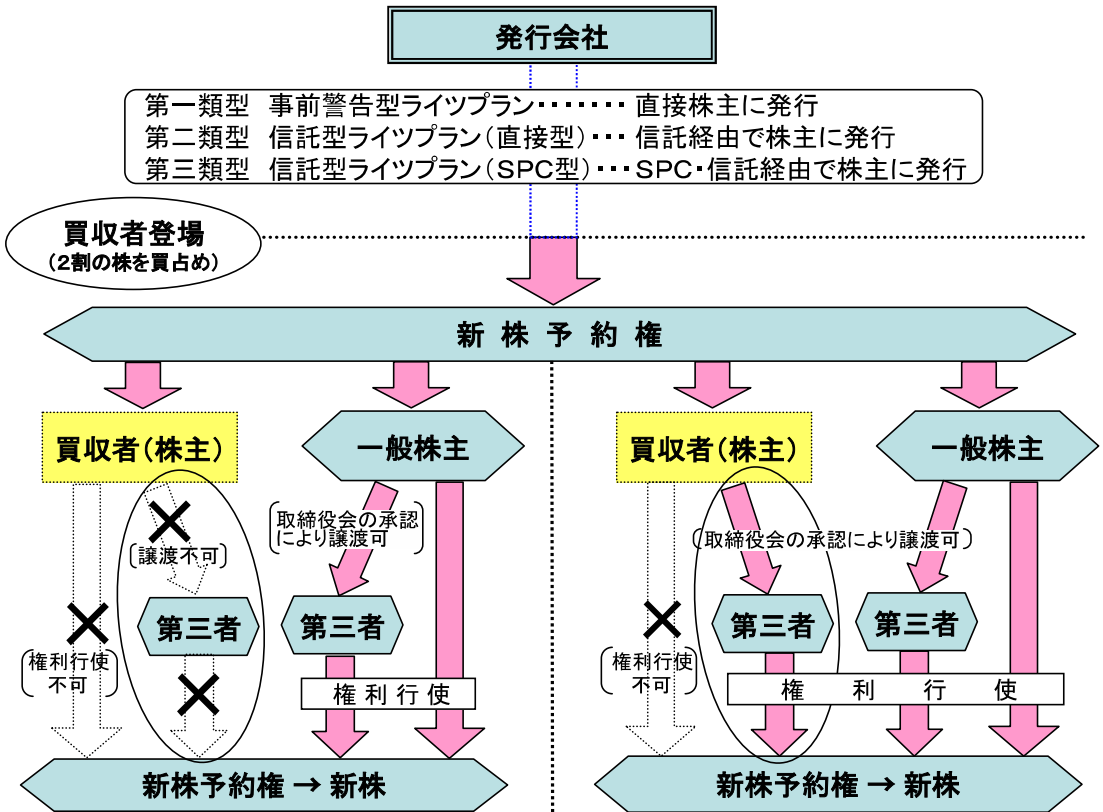 発行会社
第一類型 事前警告型ライツプラン・・・・・・・ 直接株主に発行
第二類型 信託型ライツプラン(直接型)・・・ 信託経由で株主に発行
第三類型 信託型ライツプラン(SPC型)・・・SPC・信託経由で株主に発行
買収者登場
(2割の株を買占め)
新株予約権
買収者(株主)
一般株主
買収者(株主)
一般株主
(譲渡不可)
取締役会の承認
により譲渡可
(取締役会の承認により譲渡可)
第三者
第三者
第三者
第三者
権利行使
不可
権利行使
権利行使
不可
権利行使
新株予約権 → 新株
新株予約権 → 新株